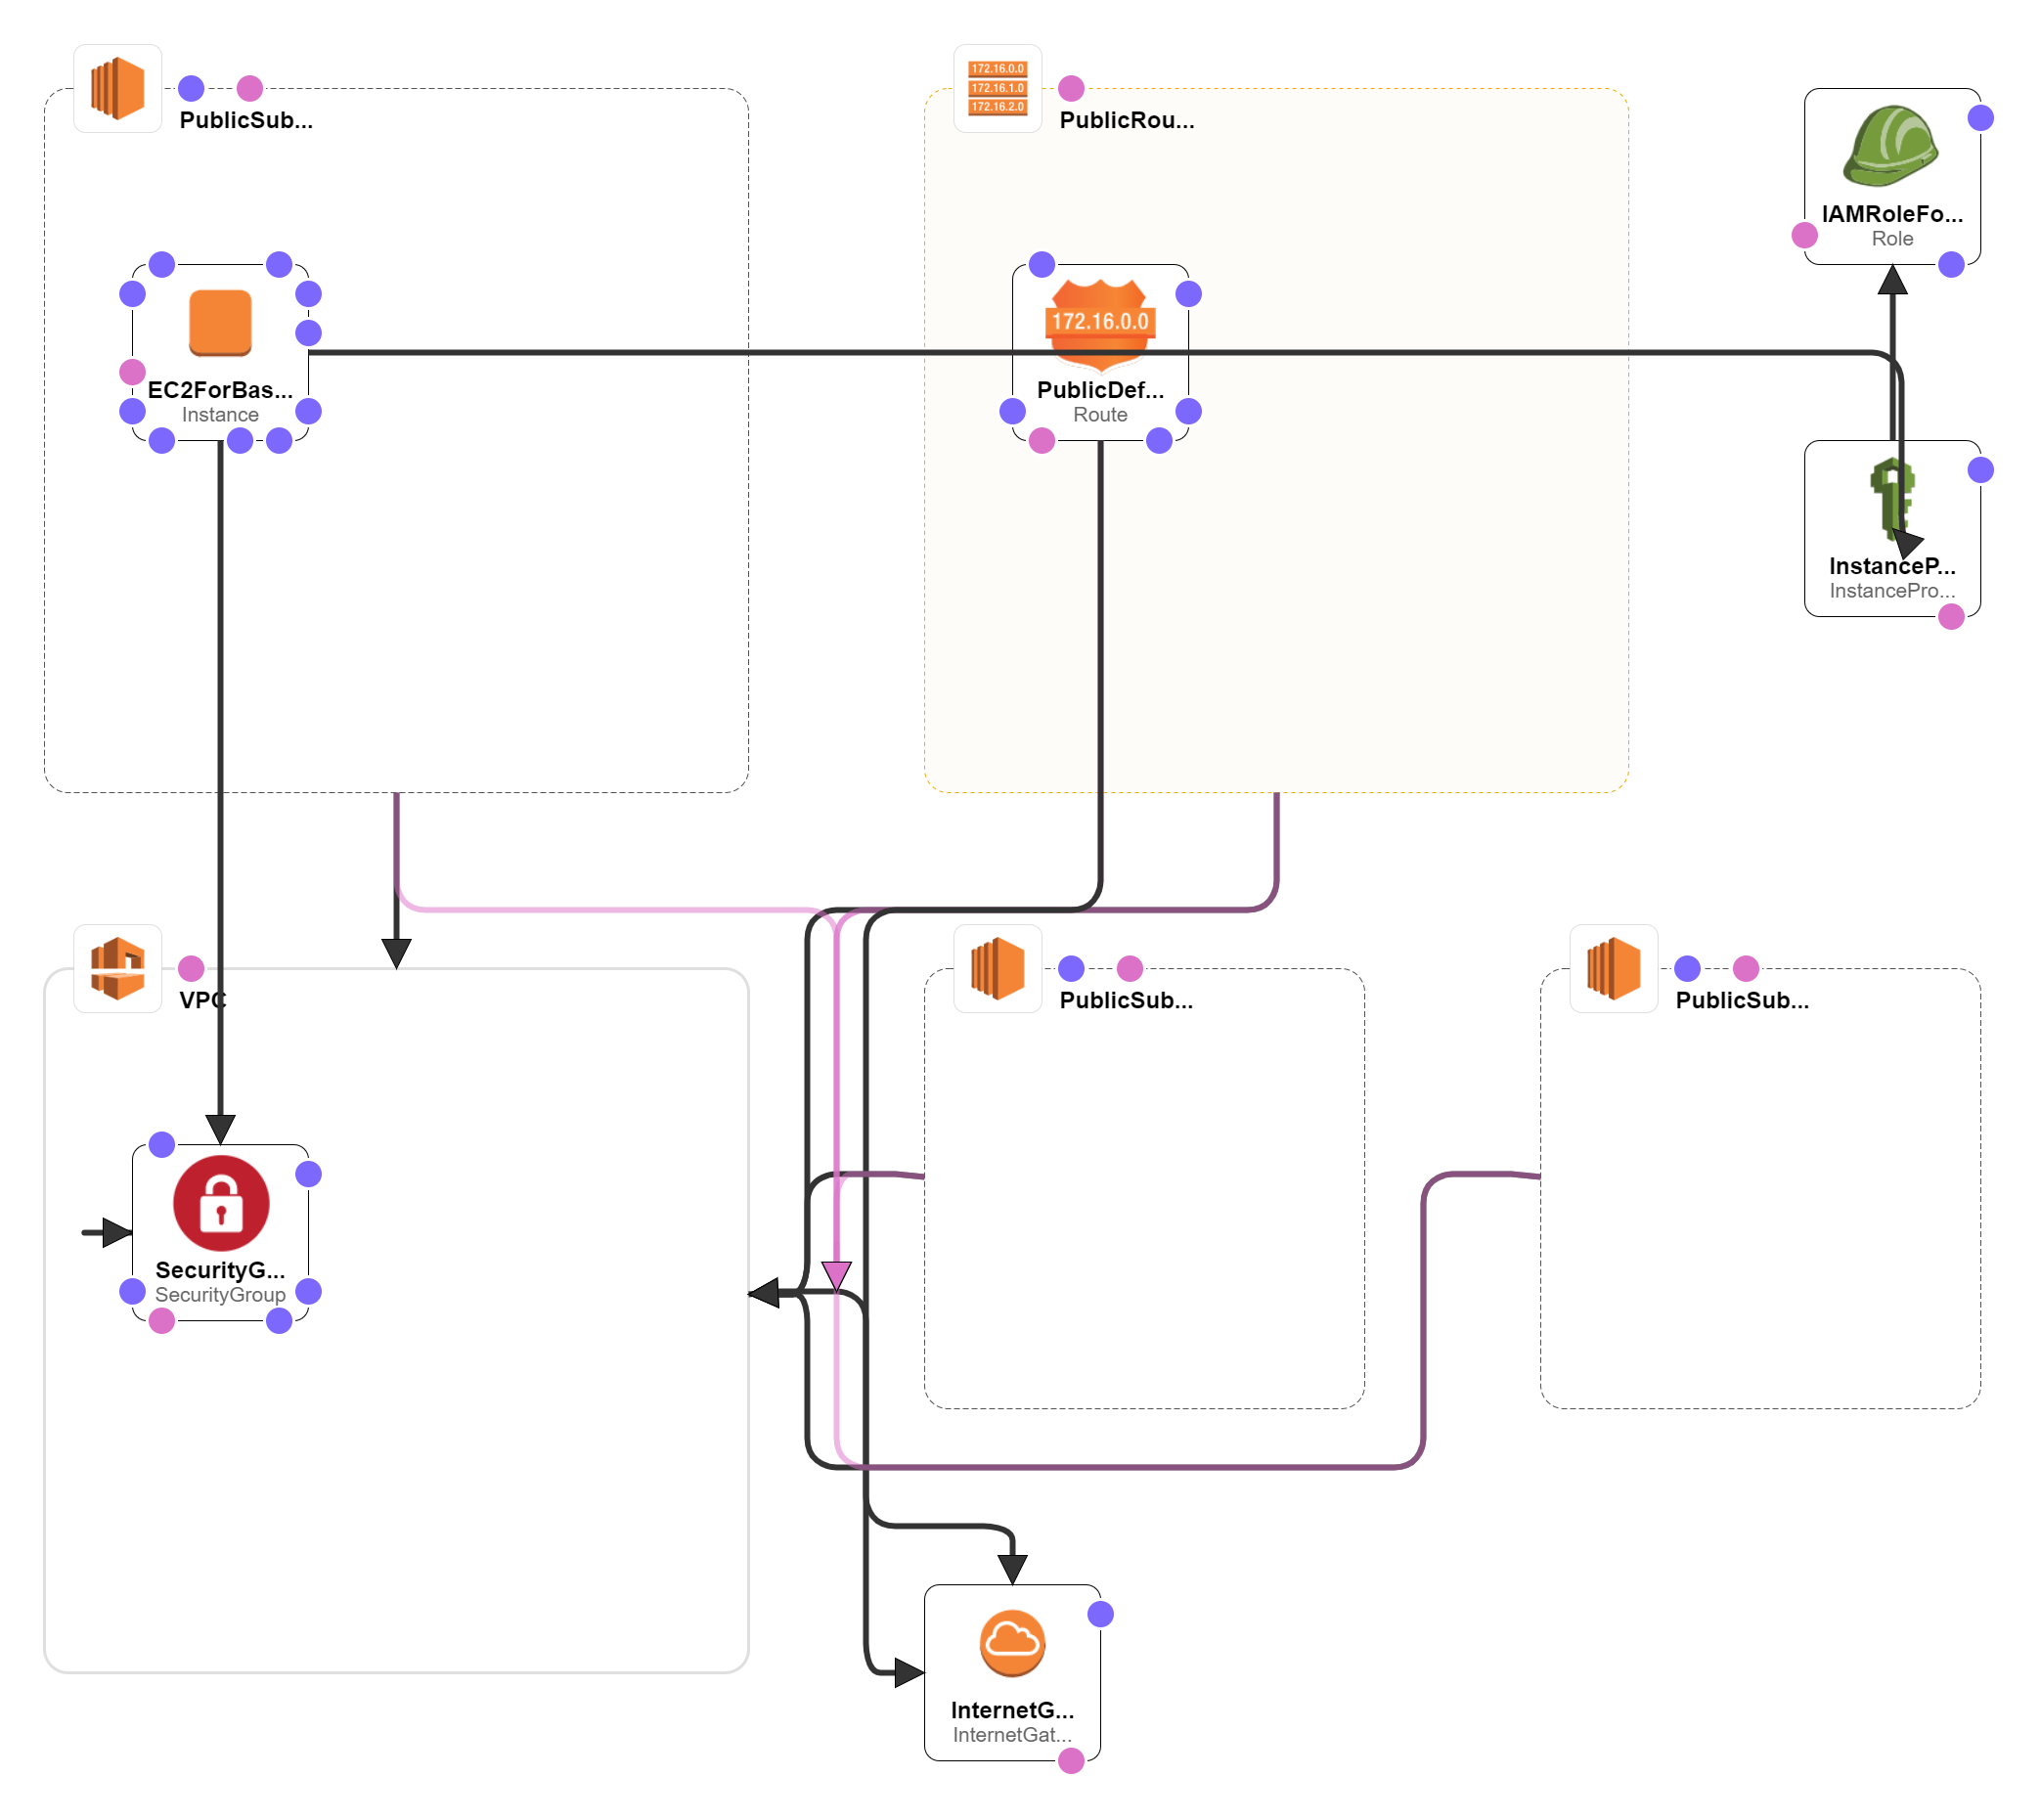 PublicSub...
172.16.0.0
172.16.1.0
172.16.2.0
PublicRou...
IAMRoleFo...
Role
EC2ForBas...
Instance
172.16.0.0
PublicDef...
Route
InstanceP...
InstancePro...
VPC
PublicSub...
PublicSub...
SecurityG...
SecurityGroup
InternetG...
InternetGat...